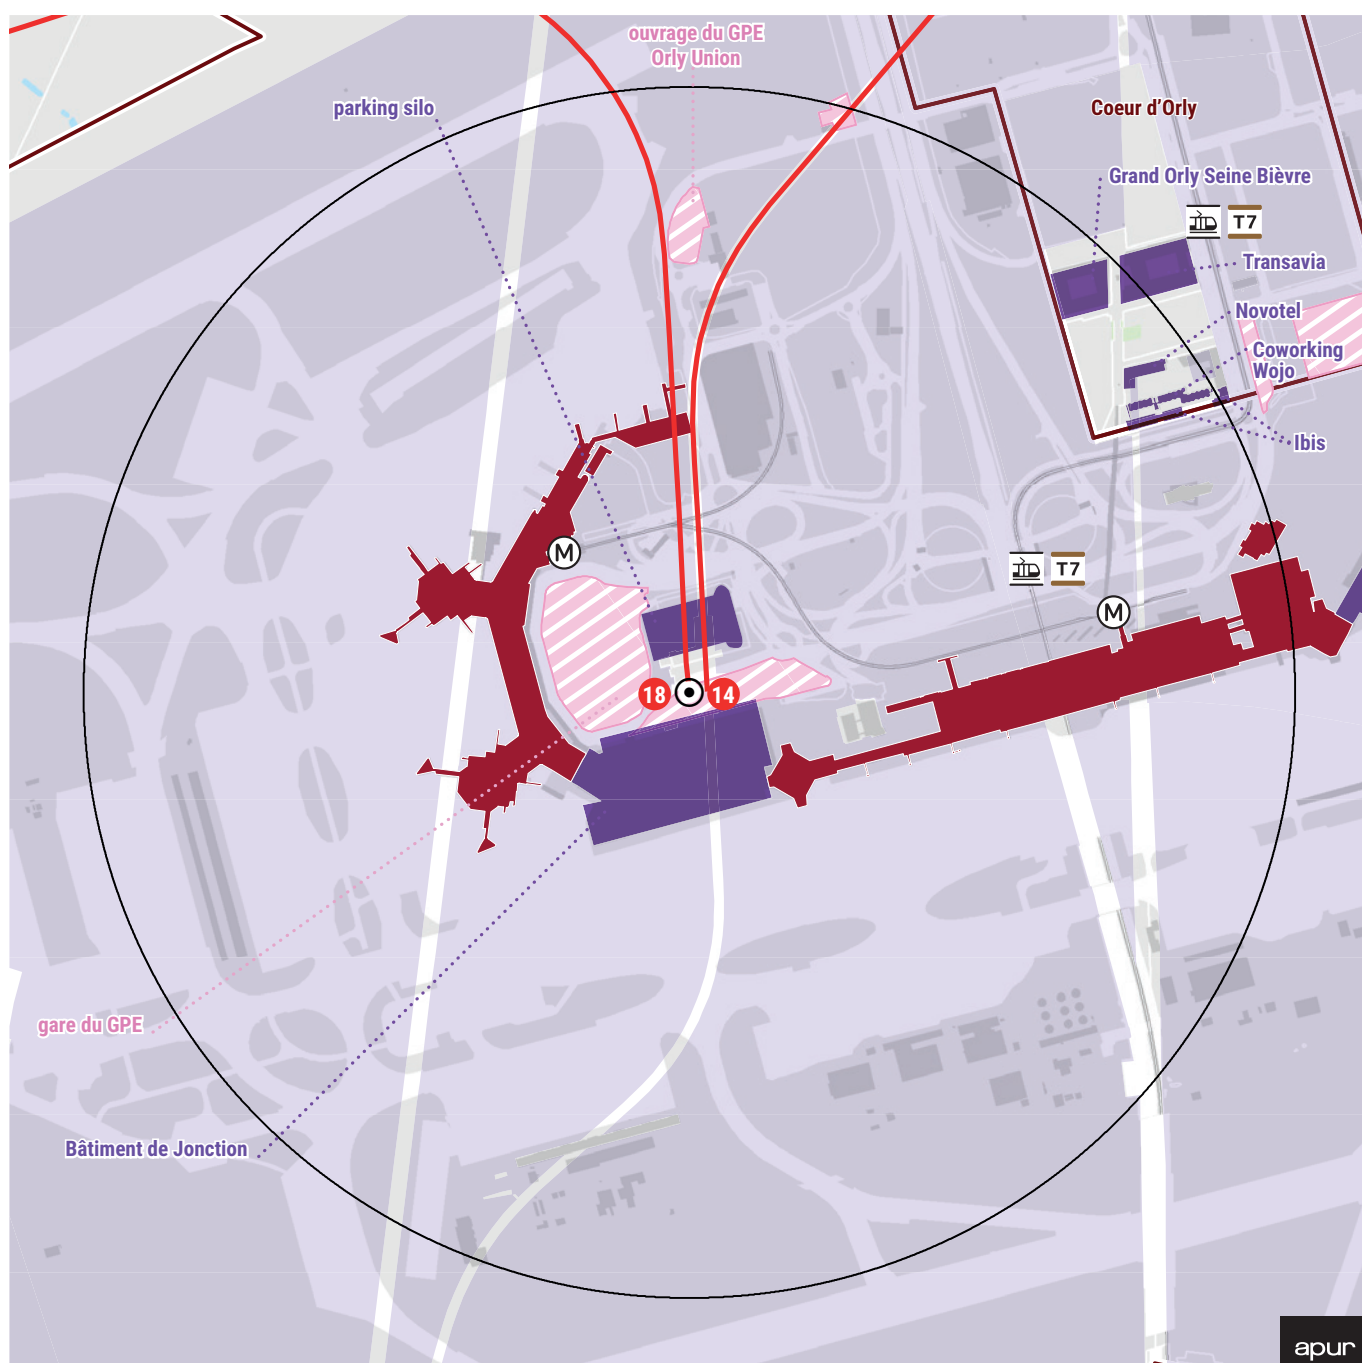 ouvrage du GPE
Orly Union
parking silo
Coeur d'Orly
Grand Orly Seine Bièvre
T7
Transavia
Novotel
Coworking
Wojo
Ibis
M
T7
M
18
14
gare du GPE
Bâtiment de Jonction
apur